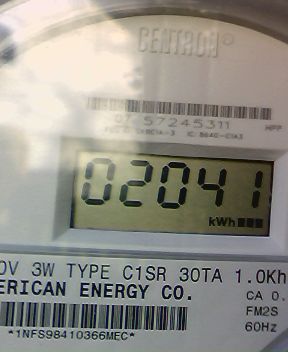 CENTRON®
07 57245311
02041
kWh
0V 3W TYPE C1SR 30TA 1.0Kh
ERICAN ENERGY CO.
CA 0.
FM2S
60Hz
*1NFS98410366MEC*